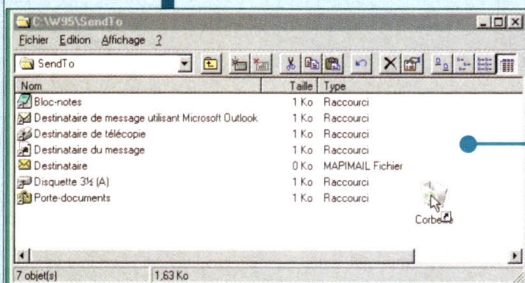 C:\W95\SendTo
Fichier Edition Affichage ?
SendTo
Nom Taille Type
Bloc-notes 1 Ko Raccourci
Destinataire de message utilisant Microsoft Outlook 1 Ko Raccourci
Destinataire de télécopie 1 Ko Raccourci
Destinataire du message 1 Ko Raccourci
Destinataire 0 Ko MAPIMAIL Fichier
Disquette 3½ (A) 1 Ko Raccourci
Porte-documents 1 Ko Raccourci
7 objet(s) 1,63 Ko